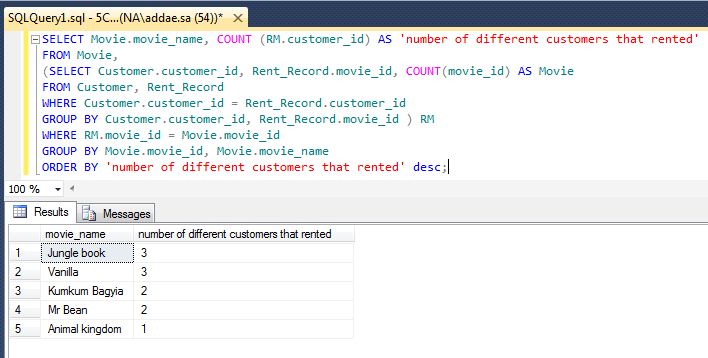 SQLQuery1.sql - 5C...(NA\addae.sa (54))*
SELECT Movie.movie_name, COUNT (RM.customer_id) AS 'number of different customers that rented'
FROM Movie,
(SELECT Customer.customer_id, Rent_Record.movie_id, COUNT(movie_id) AS Movie
FROM Customer, Rent_Record
WHERE Customer.customer_id = Rent_Record.customer_id
GROUP BY Customer.customer_id, Rent_Record.movie_id ) RM
WHERE RM.movie_id = Movie.movie_id
GROUP BY Movie.movie_id, Movie.movie_name
ORDER BY 'number of different customers that rented' desc;
100 %
Results Messages
movie_name number of different customers that rented
1 Jungle book 3
2 Vanilla 3
3 Kumkum Bagyia 2
4 Mr Bean 2
5 Animal kingdom 1